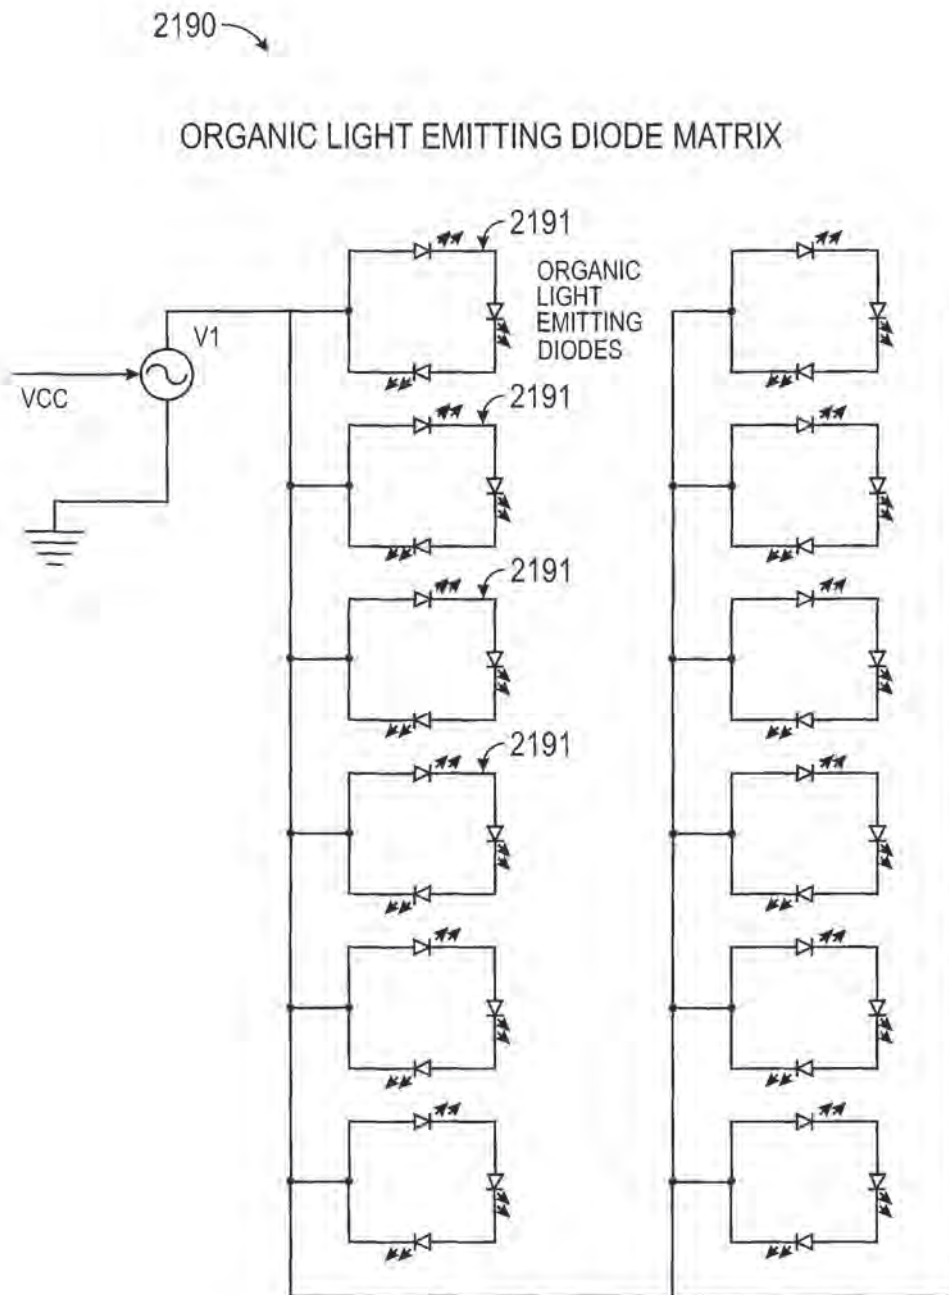 2190
ORGANIC LIGHT EMITTING DIODE MATRIX
2191
ORGANIC
LIGHT
EMITTING
DIODES
V1
VCC
2191
2191
2191